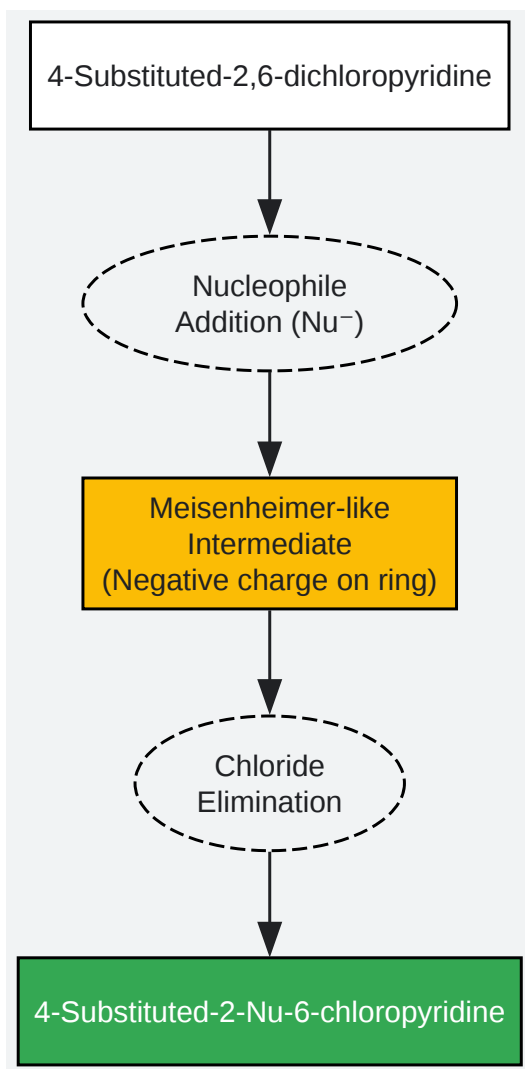 4-Substituted-2,6-dichloropyridine
Nucleophile
Addition (Nu⁻)
Meisenheimer-like
Intermediate
(Negative charge on ring)
Chloride
Elimination
4-Substituted-2-Nu-6-chloropyridine